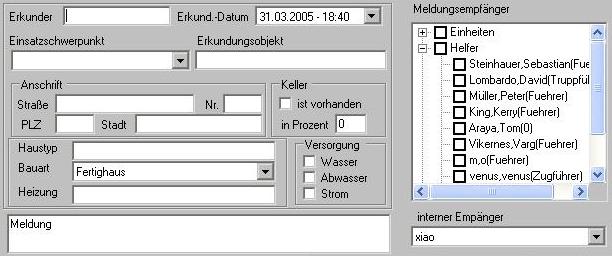 Erkunder Erkund.-Datum 31.03.2005 - 18:40
Einsatzschwerpunkt Erkundungsobjekt
Anschrift
Straße Nr.
PLZ Stadt
Keller
ist vorhanden
in Prozent 0
Haustyp
Bauart Fertighaus
Heizung
Versorgung
Wasser
Abwasser
Strom
Meldung
Meldungsempfänger
Einheiten
Helfer
Steinhauer,Sebastian(Fue
Lombardo,David(Truppfül
Müller,Peter(Fuehrer)
King,Kerry(Fuehrer)
Araya,Tom(0)
Vikernes,Varg(Fuehrer)
m,o(Fuehrer)
venus,venus(Zugführer)
interner Empänger
xiao